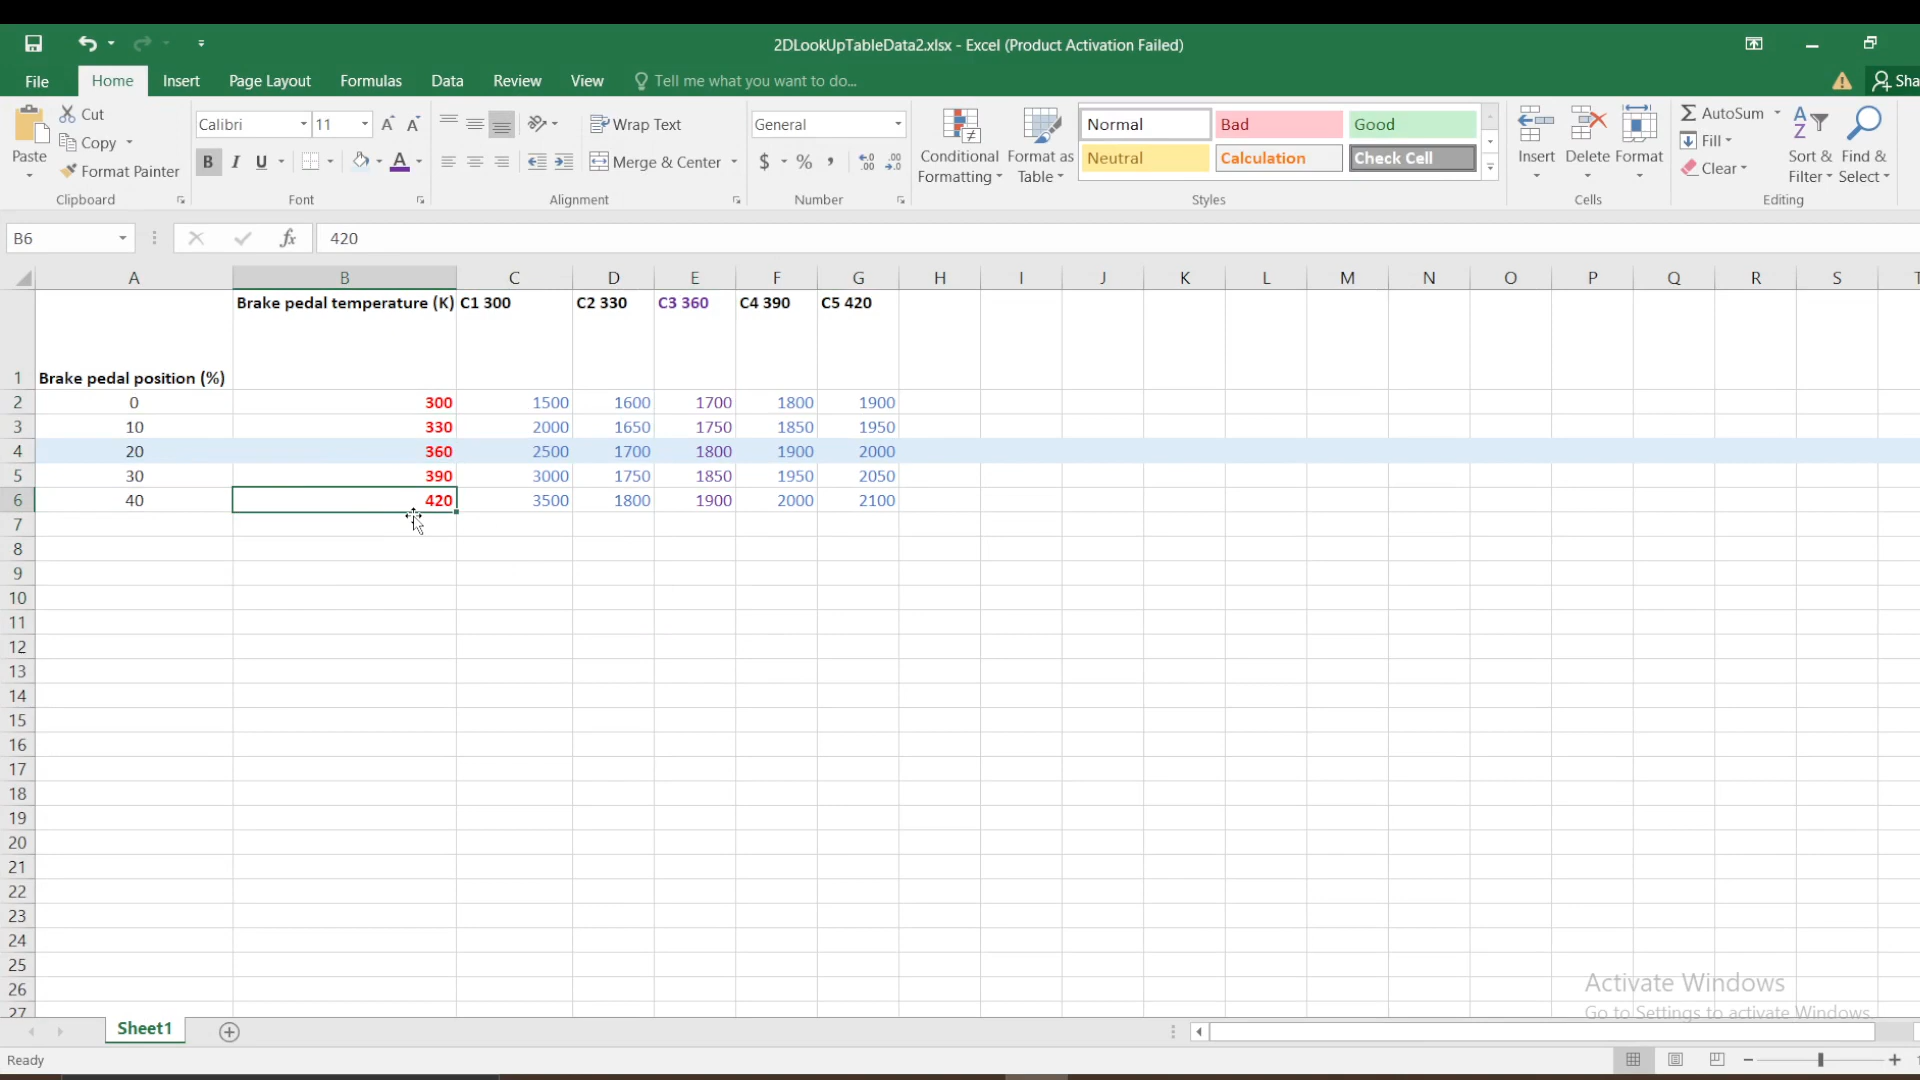 2DLookUpTableData2.xlsx - Excel (Product Activation Failed)
File Home Insert Page Layout Formulas Data Review View Tell me what you want to do... Sha
Paste
Cut
Copy
Format Painter
Clipboard
Calibri 11 A A
B I U A
Font
Wrap Text
Merge & Center
Alignment
General
$ % ,
Number
Conditional Formatting
Format as Table
Normal Bad Good
Neutral Calculation Check Cell
Styles
Insert Delete Format
Cells
AutoSum
Fill
Clear
Sort & Filter
Find & Select
Editing
B6 fx 420
A B C D E F G H I J K L M N O P Q R S T
Brake pedal temperature (K) C1 300 C2 330 C3 360 C4 390 C5 420
1 Brake pedal position (%)
2 0 300 1500 1600 1700 1800 1900
3 10 330 2000 1650 1750 1850 1950
4 20 360 2500 1700 1800 1900 2000
5 30 390 3000 1750 1850 1950 2050
6 40 420 3500 1800 1900 2000 2100
7
8
9
10
11
12
13
14
15
16
17
18
19
20
21
22
23
24
25
26
27
Activate Windows
Go to Settings to activate Windows.
Sheet1
Ready